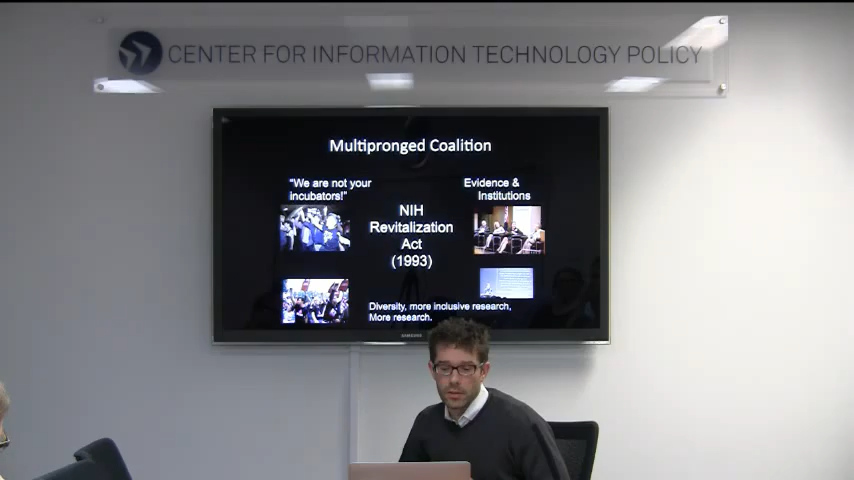 CENTER FOR INFORMATION TECHNOLOGY POLICY
Multipronged Coalition
"We are not your
incubators!"
Evidence &
Institutions
NIH
Revitalization
Act
(1993)
Diversity, more inclusive research,
More research.
SAMSUNG